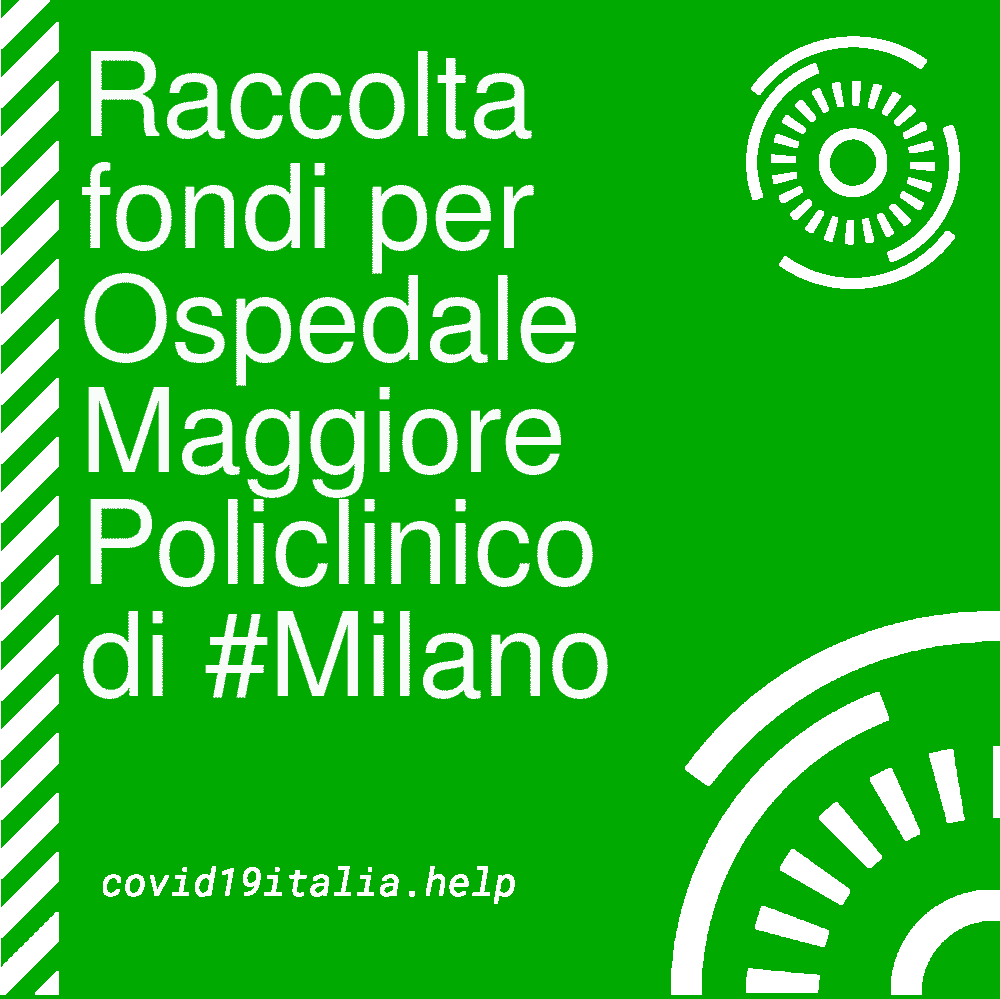 Raccolta
fondi per
Ospedale
Maggiore
Policlinico
di #Milano
covid19italia.help